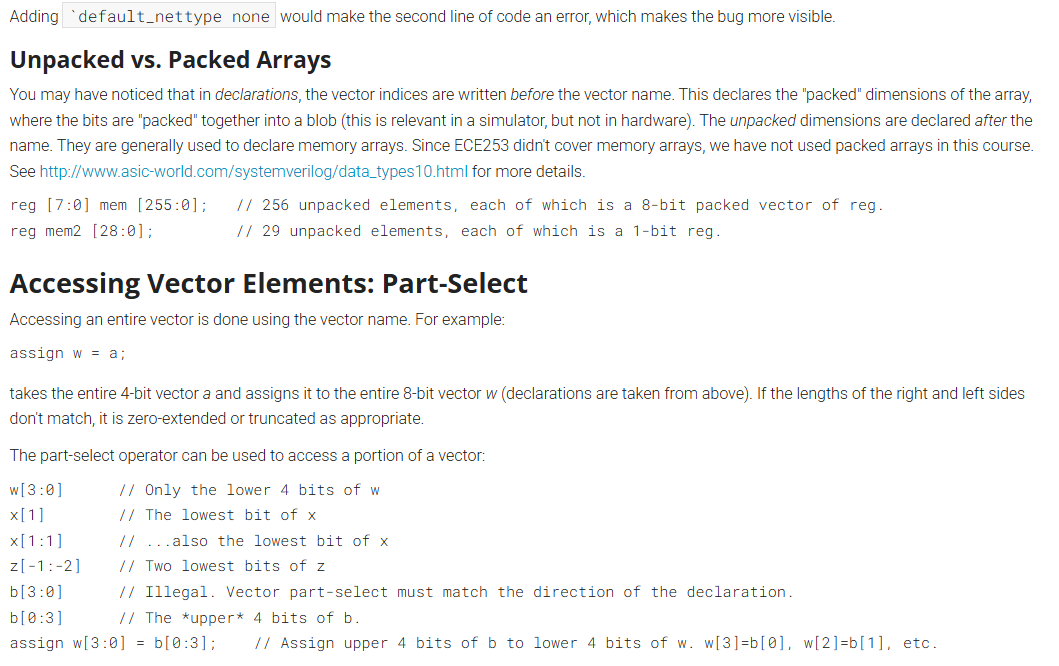 Adding `default_nettype none would make the second line of code an error, which makes the bug more visible.
Unpacked vs. Packed Arrays
You may have noticed that in declarations, the vector indices are written before the vector name. This declares the "packed" dimensions of the array,
where the bits are "packed" together into a blob (this is relevant in a simulator, but not in hardware). The unpacked dimensions are declared after the
name. They are generally used to declare memory arrays. Since ECE253 didn't cover memory arrays, we have not used packed arrays in this course.
See http://www.asic-world.com/systemverilog/data_types10.html for more details.
reg [7:0] mem [255:0];   // 256 unpacked elements, each of which is a 8-bit packed vector of reg.
reg mem2 [28:0];         // 29 unpacked elements, each of which is a 1-bit reg.
Accessing Vector Elements: Part-Select
Accessing an entire vector is done using the vector name. For example:
assign w = a;
takes the entire 4-bit vector a and assigns it to the entire 8-bit vector w (declarations are taken from above). If the lengths of the right and left sides
don't match, it is zero-extended or truncated as appropriate.
The part-select operator can be used to access a portion of a vector:
w[3:0]      // Only the lower 4 bits of w
x[1]        // The lowest bit of x
x[1:1]      // ...also the lowest bit of x
z[-1:-2]    // Two lowest bits of z
b[3:0]      // Illegal. Vector part-select must match the direction of the declaration.
b[0:3]      // The *upper* 4 bits of b.
assign w[3:0] = b[0:3];    // Assign upper 4 bits of b to lower 4 bits of w. w[3]=b[0], w[2]=b[1], etc.